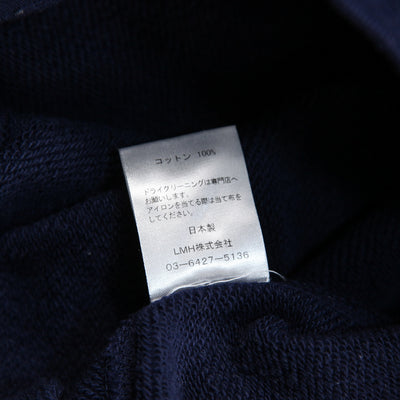 コットン 100%
ドライクリーニングは専門店へ
お願いします。
アイロンを当てる際は当て布を
してください。
日本製
LMH株式会社
03-6427-5136